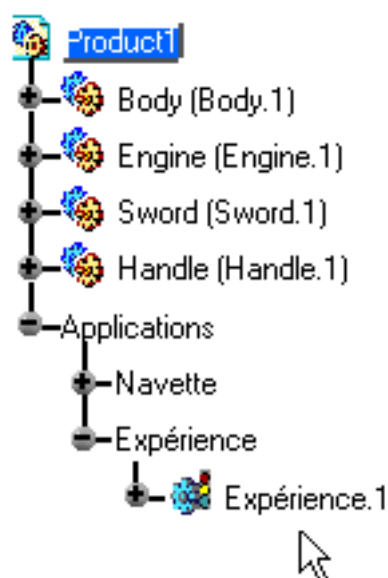 Product1
Body (Body.1)
Engine (Engine.1)
Sword (Sword.1)
Handle (Handle.1)
Applications
Navette
Expérience
Expérience.1